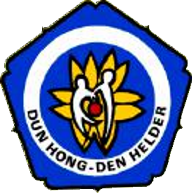 DUN HONG - DEN HELDER